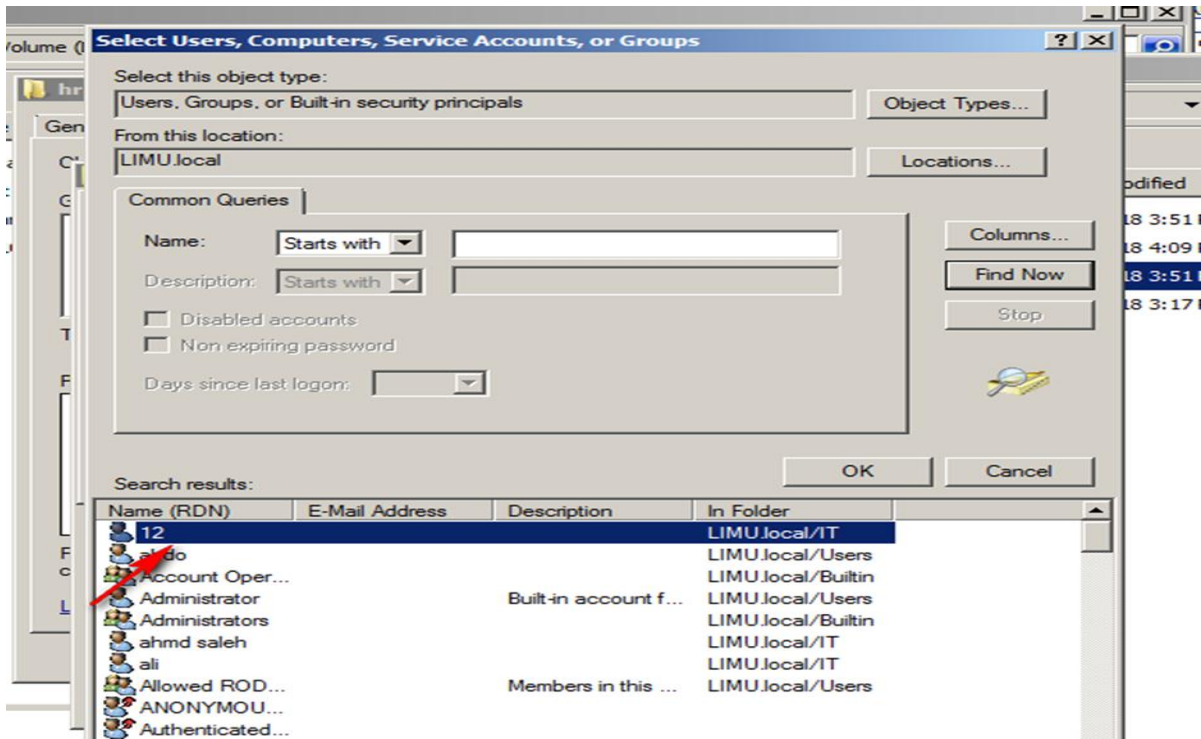 Select Users, Computers, Service Accounts, or Groups
Volume (
hr
Select this object type:
Users, Groups, or Built-in security principals
Object Types...
Gen
From this location:
LIMU.local
Locations...
Common Queries
odified
Name:
Starts with
Columns...
18 3:51
18 4:09
Description:
Starts with
Find Now
18 3:51
Disabled accounts
Stop
18 3:17
Non expiring password
Days since last logon:
OK
Cancel
Search results:
Name (RDN) E-Mail Address Description In Folder
12 LIMU.local/IT
LIMU.local/Users
Account Oper... LIMU.local/Builtin
Administrator Built-in account f... LIMU.local/Users
Administrators LIMU.local/Builtin
ahmd saleh LIMU.local/IT
ali LIMU.local/IT
Allowed ROD... Members in this ... LIMU.local/Users
ANONYMOU...
Authenticated...